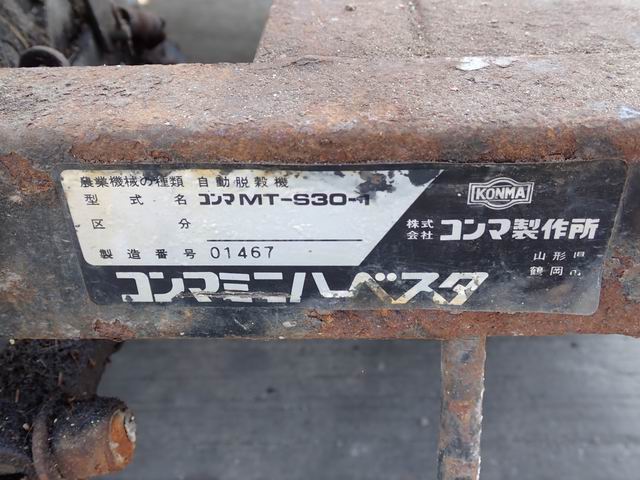 農業機械の種類 自動脱穀機
型式名 コンマMT-S30-1
区分
製造番号 01467
KONMA
株式会社 コンマ製作所
山形県
鶴岡市
コンマミニハーベスタ